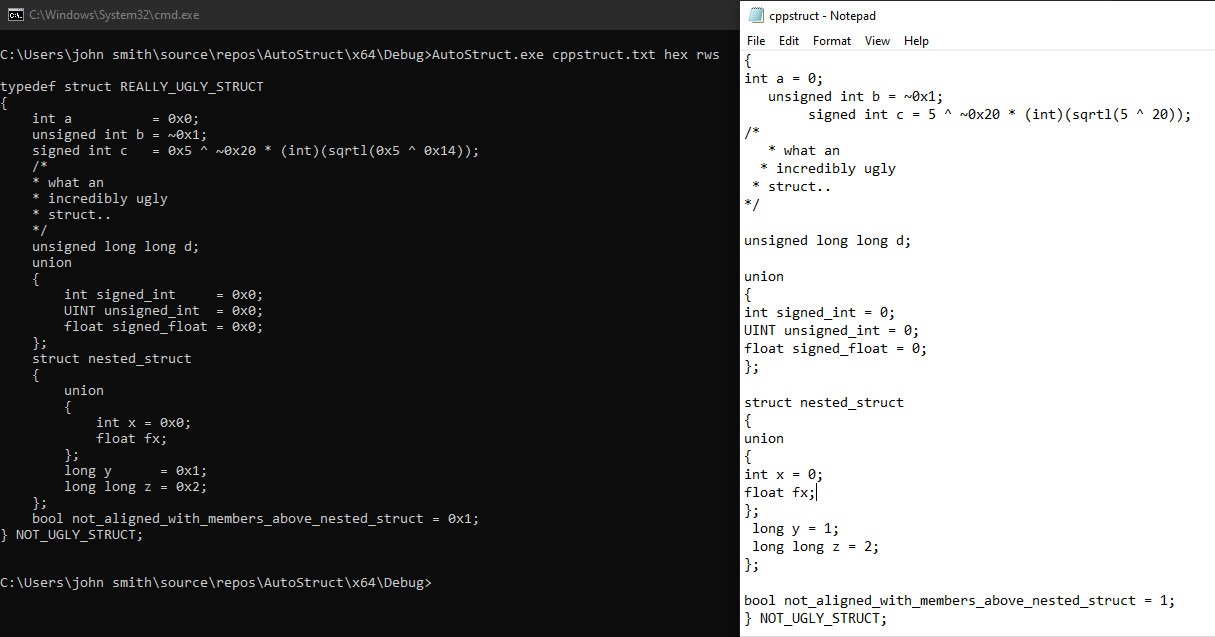 C:\Windows\System32\cmd.exe
C:\Users\john smith\source\repos\AutoStruct\x64\Debug>AutoStruct.exe cppstruct.txt hex rws
typedef struct REALLY_UGLY_STRUCT
{
    int a          = 0x0;
    unsigned int b = ~0x1;
    signed int c   = 0x5 ^ ~0x20 * (int)(sqrtl(0x5 ^ 0x14));
    /*
    * what an
    * incredibly ugly
    * struct..
    */
    unsigned long long d;
    union
    {
        int signed_int     = 0x0;
        UINT unsigned_int  = 0x0;
        float signed_float = 0x0;
    };
    struct nested_struct
    {
        union
        {
            int x = 0x0;
            float fx;
        };
        long y      = 0x1;
        long long z = 0x2;
    };
    bool not_aligned_with_members_above_nested_struct = 0x1;
} NOT_UGLY_STRUCT;
C:\Users\john smith\source\repos\AutoStruct\x64\Debug>
cppstruct - Notepad
File Edit Format View Help
{
int a = 0;
   unsigned int b = ~0x1;
        signed int c = 5 ^ ~0x20 * (int)(sqrtl(5 ^ 20));
/*
   * what an
  * incredibly ugly
 * struct..
*/
unsigned long long d;
union
{
int signed_int = 0;
UINT unsigned_int = 0;
float signed_float = 0;
};
struct nested_struct
{
union
{
int x = 0;
float fx;
};
 long y = 1;
 long long z = 2;
};
bool not_aligned_with_members_above_nested_struct = 1;
} NOT_UGLY_STRUCT;